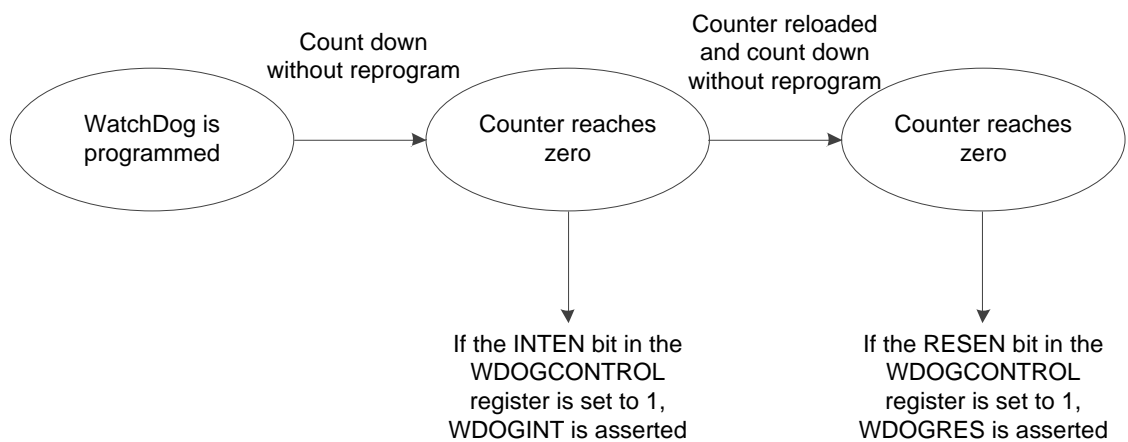 Count down
without reprogram
Counter reloaded
and count down
without reprogram
WatchDog is
programmed
Counter reaches
zero
Counter reaches
zero
If the INTEN bit in the
WDOGCONTROL
register is set to 1,
WDOGINT is asserted
If the RESEN bit in the
WDOGCONTROL
register is set to 1,
WDOGRES is asserted